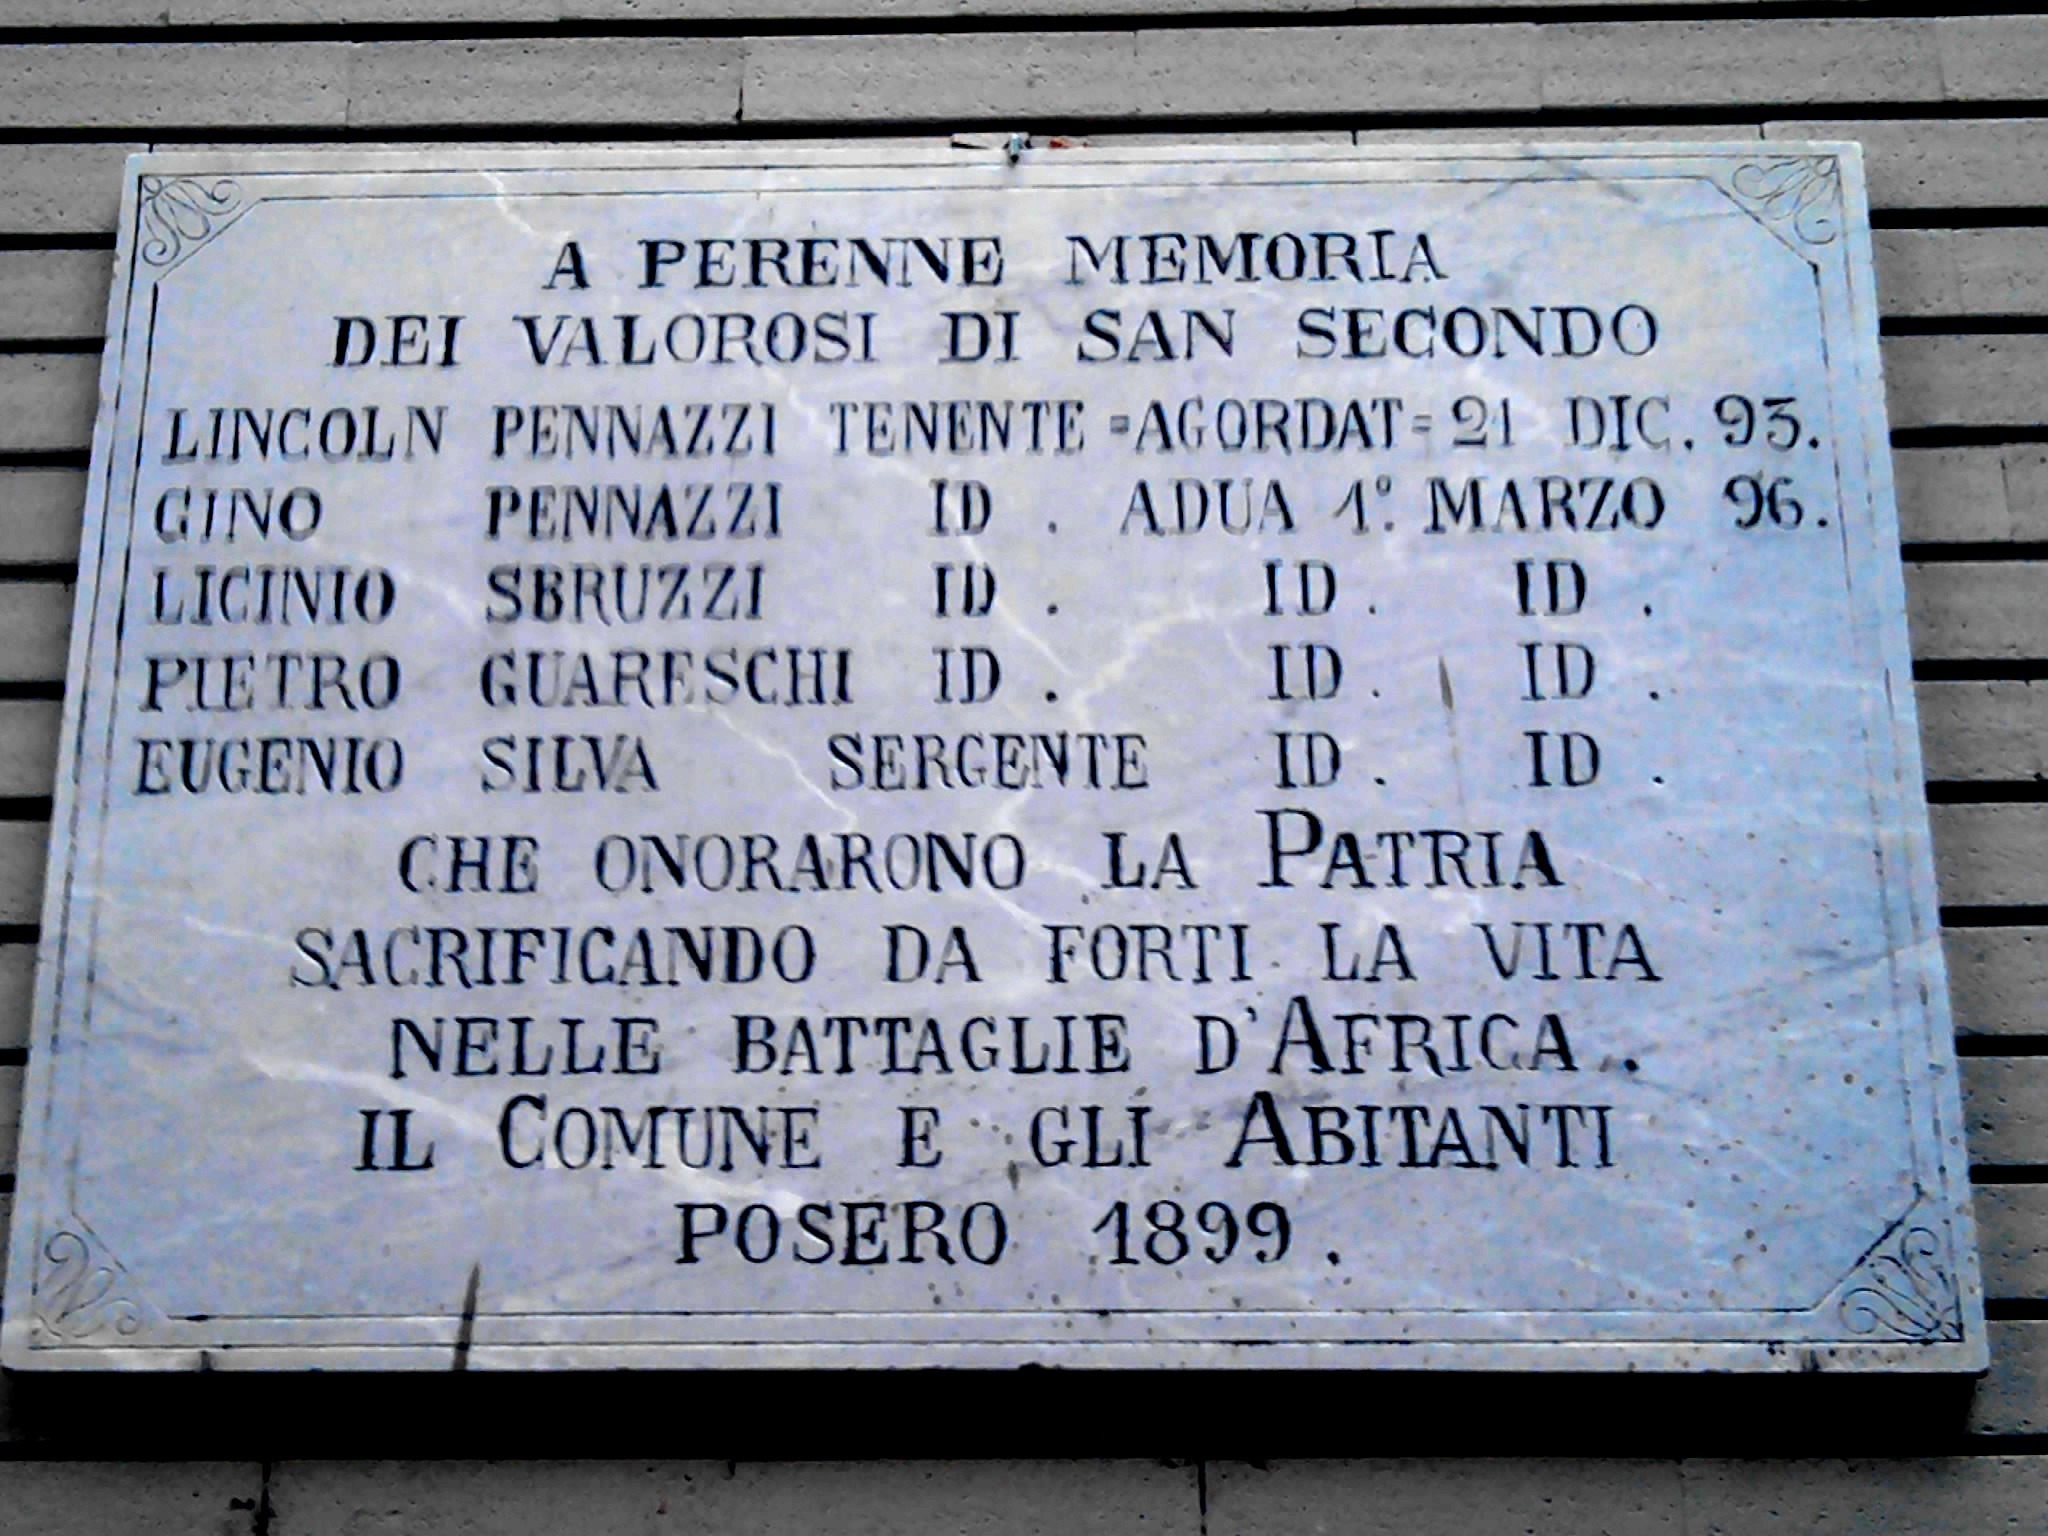 A PERENNE MEMORIA
DEI VALOROSI DI SAN SECONDO
LINCOLN PENNAZZI TENENTE =AGORDAT= 21 DIC. 93.
GINO PENNAZZI ID . ADUA 1º. MARZO 96.
LICINIO SBRUZZI ID . ID . ID .
PIETRO GUARESCHI ID . ID . ID .
EUGENIO SILVA SERGENTE ID . ID .
CHE ONORARONO LA PATRIA
SACRIFICANDO DA FORTI LA VITA
NELLE BATTAGLIE D'AFRICA .
IL COMUNE E GLI ABITANTI
POSERO 1899 .